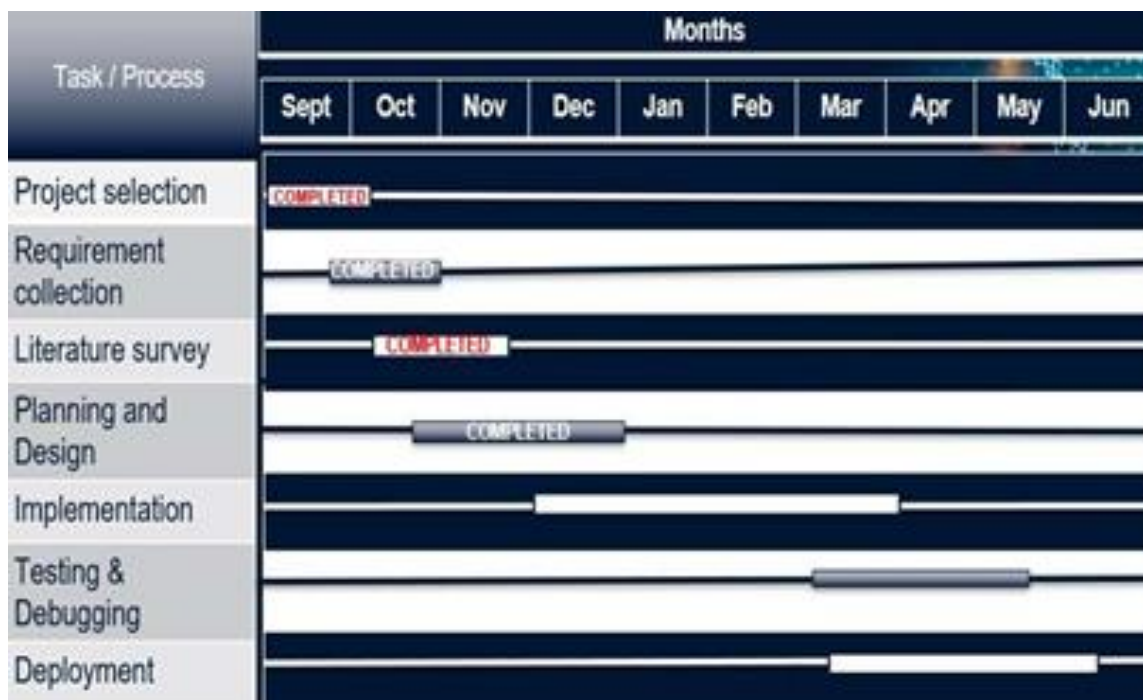 Months
Task / Process
Sept Oct Nov Dec Jan Feb Mar Apr May Jun
Project selection
COMPLETED
Requirement
collection
COMPLETED
Literature survey
COMPLETED
Planning and
Design
COMPLETED
Implementation
Testing &
Debugging
Deployment